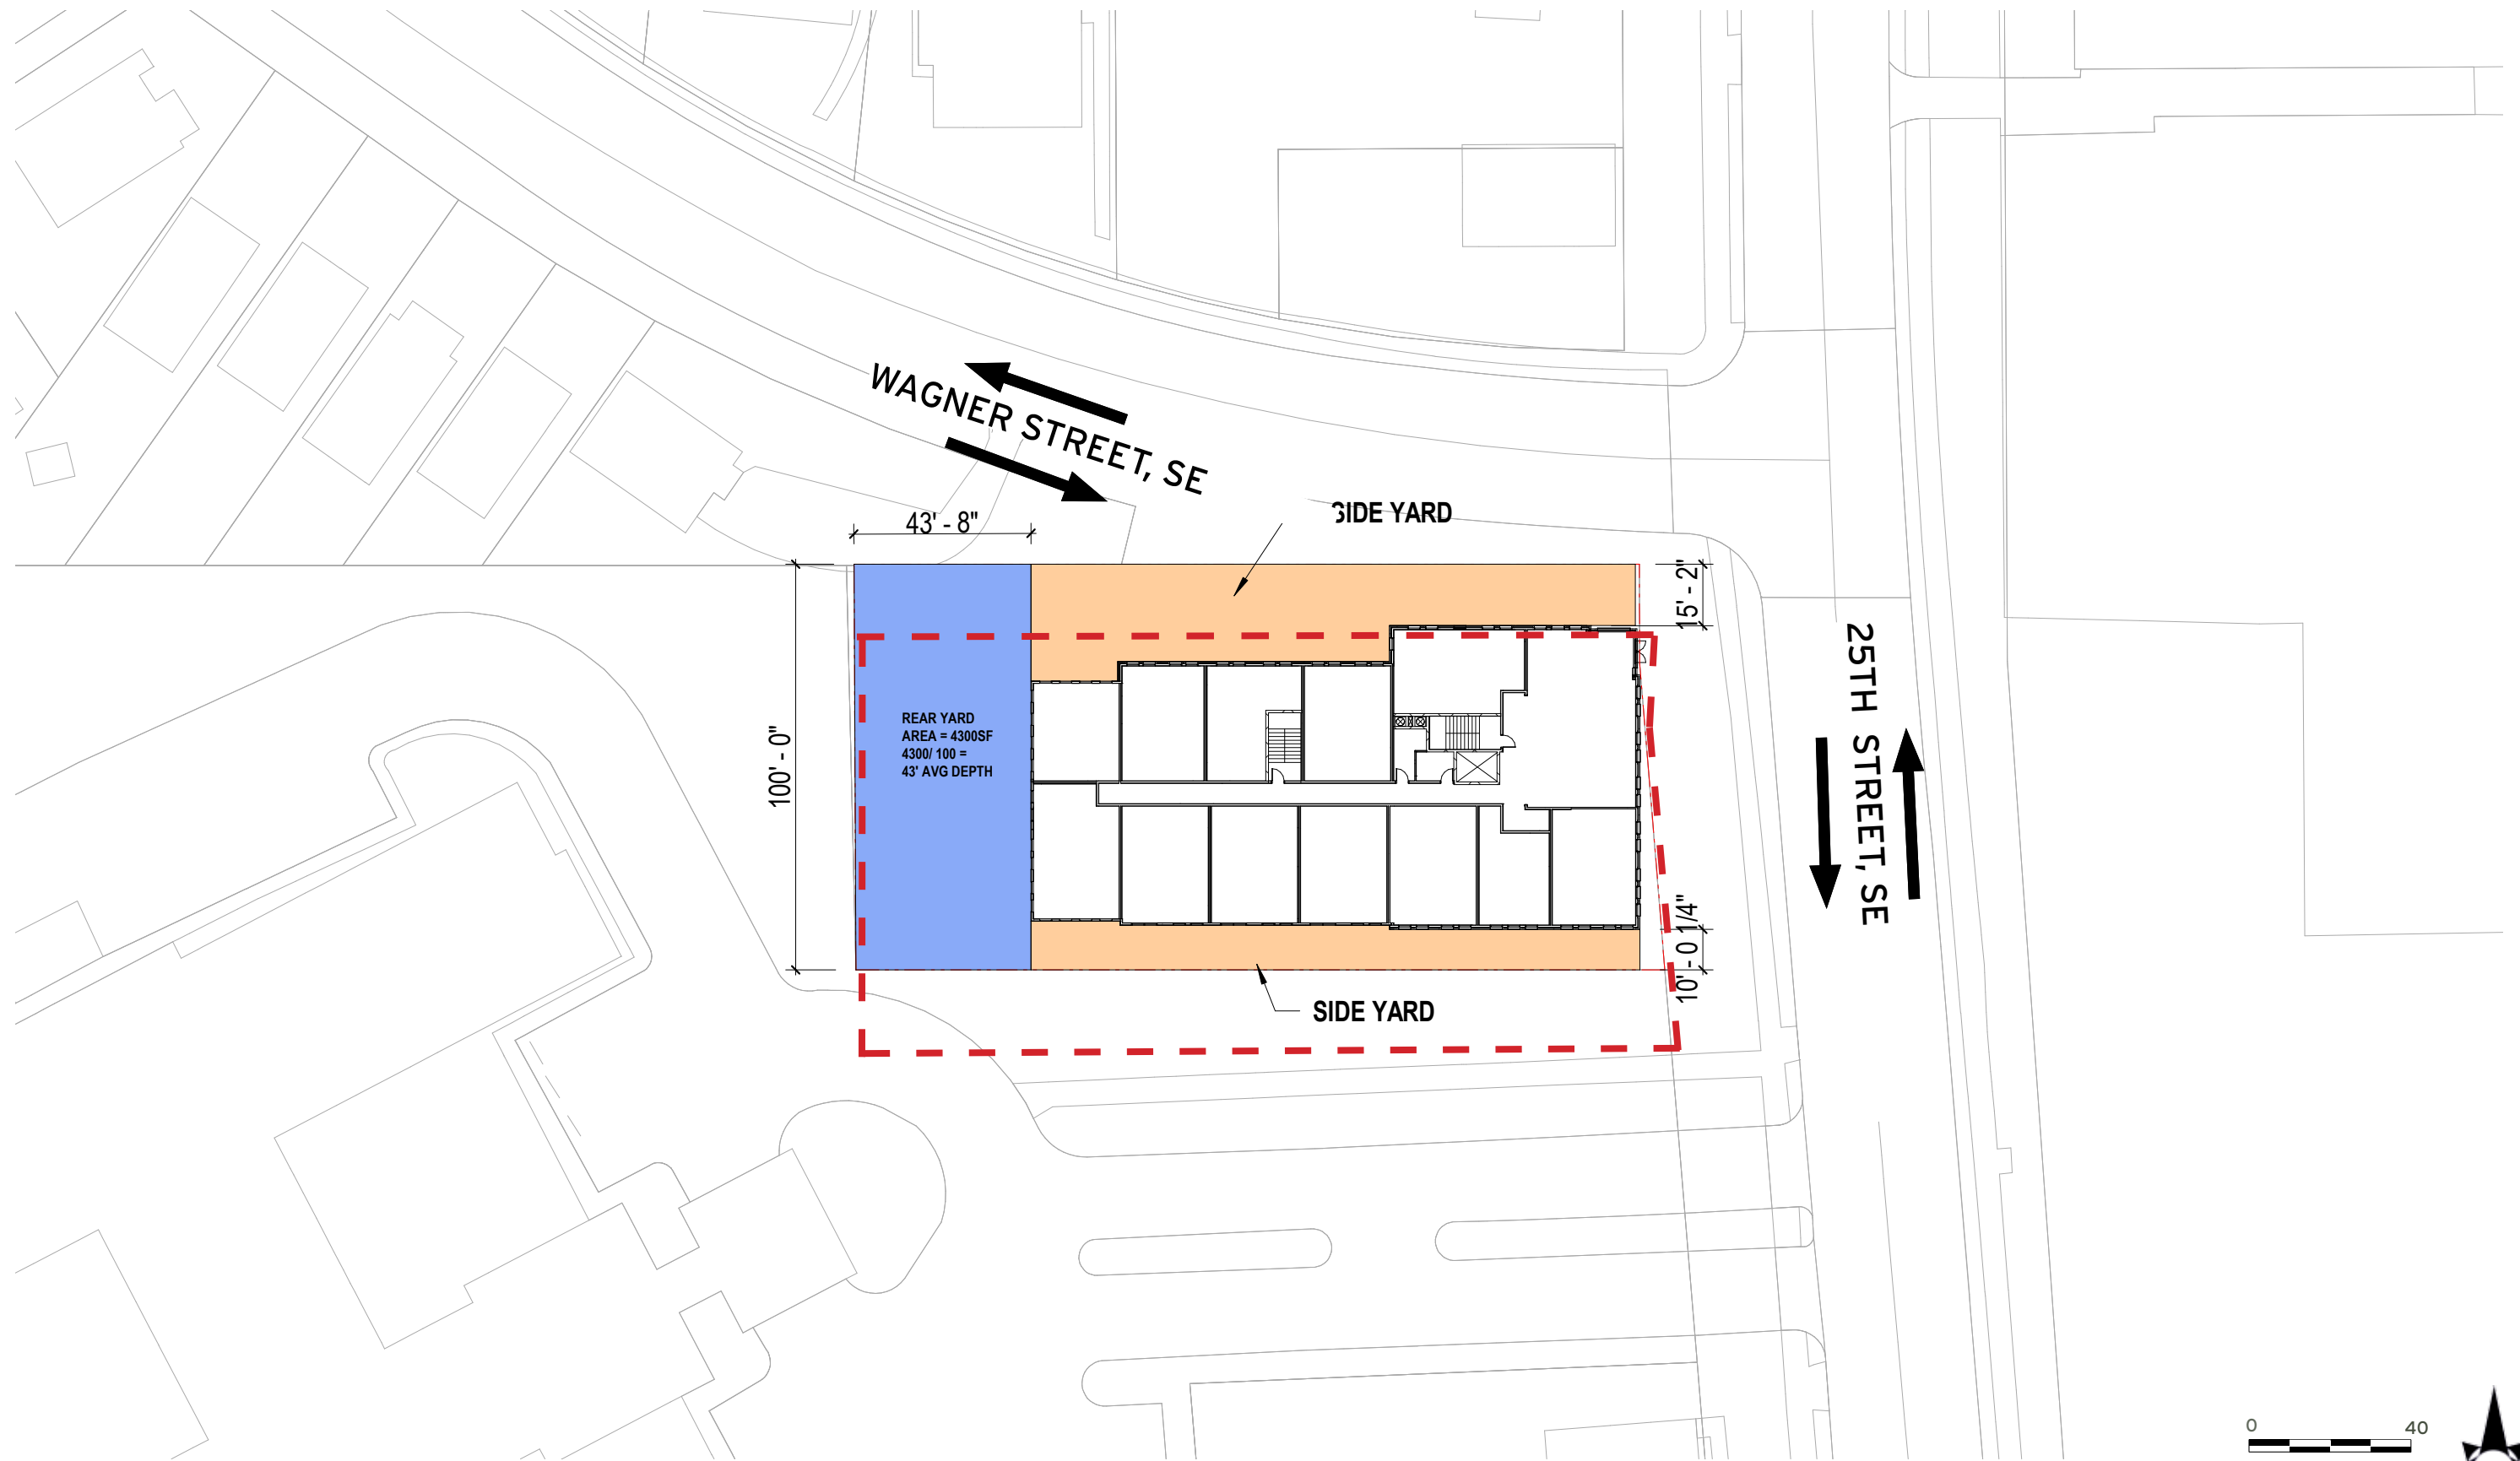 WAGNER STREET, SE
SIDE YARD
43' - 8"
15' - 2"
25TH STREET, SE
REAR YARD
AREA = 4300SF
4300/ 100 =
43' AVG DEPTH
100' - 0"
10' - 0 1/4"
SIDE YARD
0 40